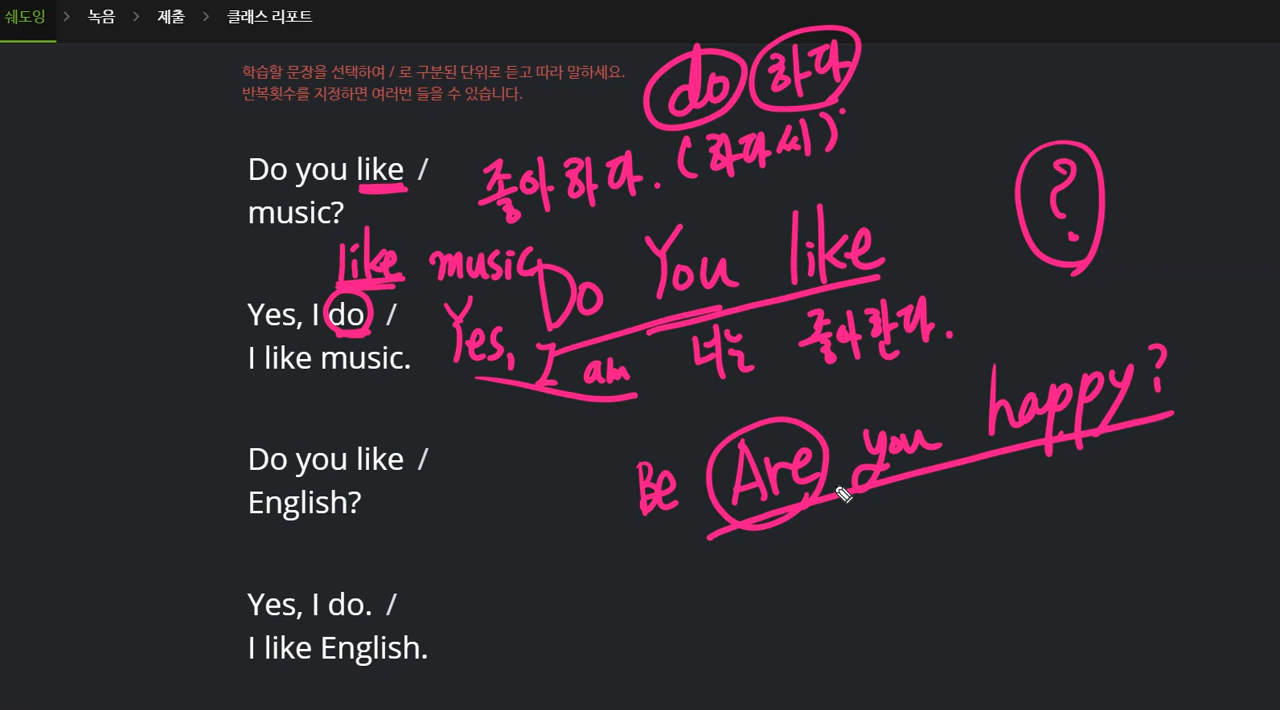 쉐도잉 > 녹음 > 제출 > 클래스 리포트
학습할 문장을 선택하여 / 로 구분된 단위로 듣고 따라 말하세요.
반복횟수를 지정하면 여러번 들을 수 있습니다.
do 하다
좋아하다. (하다씨)
Do you like /
music?
?
like music
Do You like
Yes, I do /
I like music.
Yes, I am
너는 좋아한다.
Be Are you happy?
Do you like /
English?
Yes, I do. /
I like English.